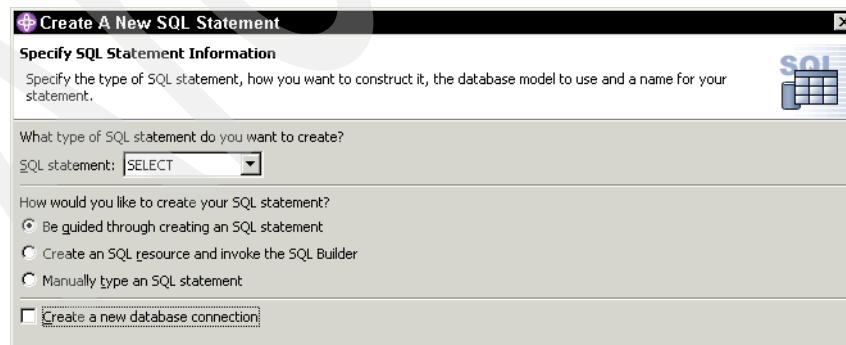 Create A New SQL Statement
Specify SQL Statement Information
Specify the type of SQL statement, how you want to construct it, the database model to use and a name for your
statement.
SQL
What type of SQL statement do you want to create?
SQL statement: SELECT
How would you like to create your SQL statement?
Be guided through creating an SQL statement
Create an SQL resource and invoke the SQL Builder
Manually type an SQL statement
Create a new database connection